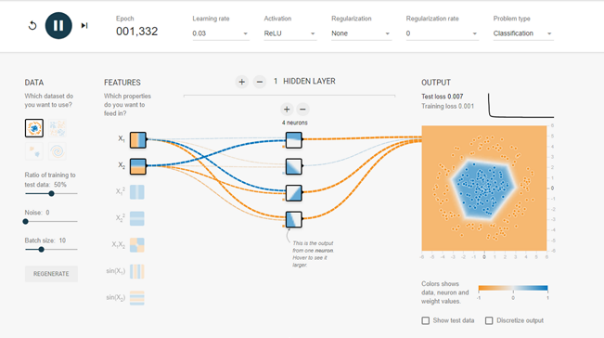 Epoch
001,332
Learning rate
0.03
Activation
ReLU
Regularization
None
Regularization rate
0
Problem type
Classification
DATA
Which dataset do
you want to use?
Ratio of training to
test data: 50%
Noise: 0
Batch size: 10
REGENERATE
FEATURES
Which properties
do you want to
feed in?
X₁
X₂
X₁²
X₂²
X₁X₂
sin(X₁)
sin(X₂)
+ − 1 HIDDEN LAYER
+ −
4 neurons
This is the output
from one neuron.
Hover to see it
larger.
OUTPUT
Test loss 0.007
Training loss 0.001
6
5
4
3
2
1
0
-1
-2
-3
-4
-5
-6
-6 -5 -4 -3 -2 -1 0 1 2 3 4 5 6
Colors shows
data, neuron and
weight values.
-1 0 1
Show test data
Discretize output